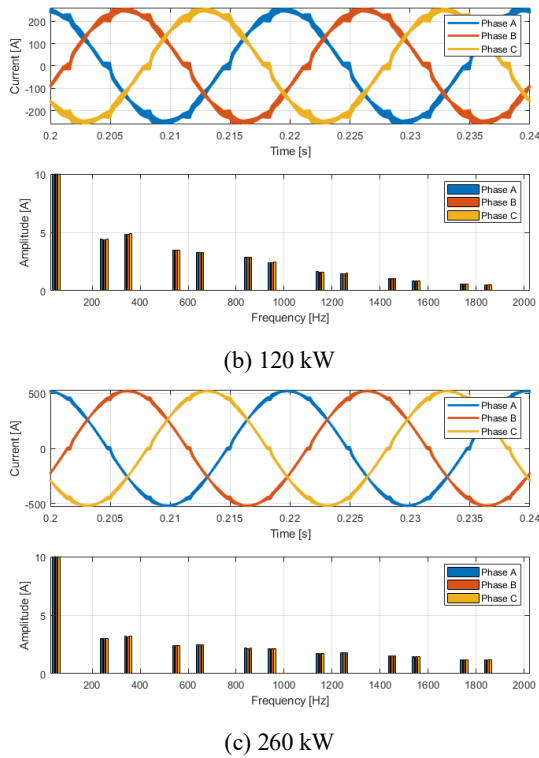 200
100
0
-100
-200
Current [A]
Phase A
Phase B
Phase C
0.2 0.205 0.21 0.215 0.22 0.225 0.23 0.235 0.24
Time [s]
10
5
0
Amplitude [A]
Phase A
Phase B
Phase C
200 400 600 800 1000 1200 1400 1600 1800 2000
Frequency [Hz]
(b) 120 kW
500
0
-500
Current [A]
Phase A
Phase B
Phase C
0.2 0.205 0.21 0.215 0.22 0.225 0.23 0.235 0.24
Time [s]
10
5
0
Amplitude [A]
Phase A
Phase B
Phase C
200 400 600 800 1000 1200 1400 1600 1800 2000
Frequency [Hz]
(c) 260 kW